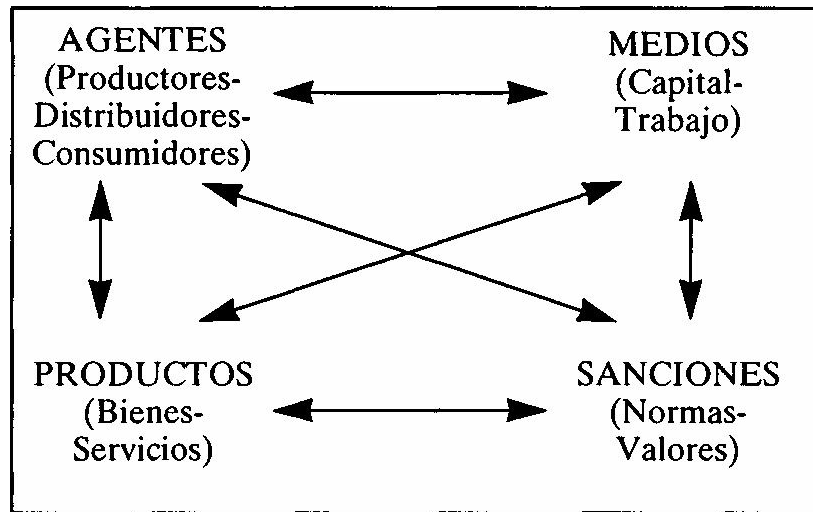 AGENTES
(Productores-
Distribuidores-
Consumidores)
MEDIOS
(Capital-
Trabajo)
PRODUCTOS
(Bienes-
Servicios)
SANCIONES
(Normas-
Valores)